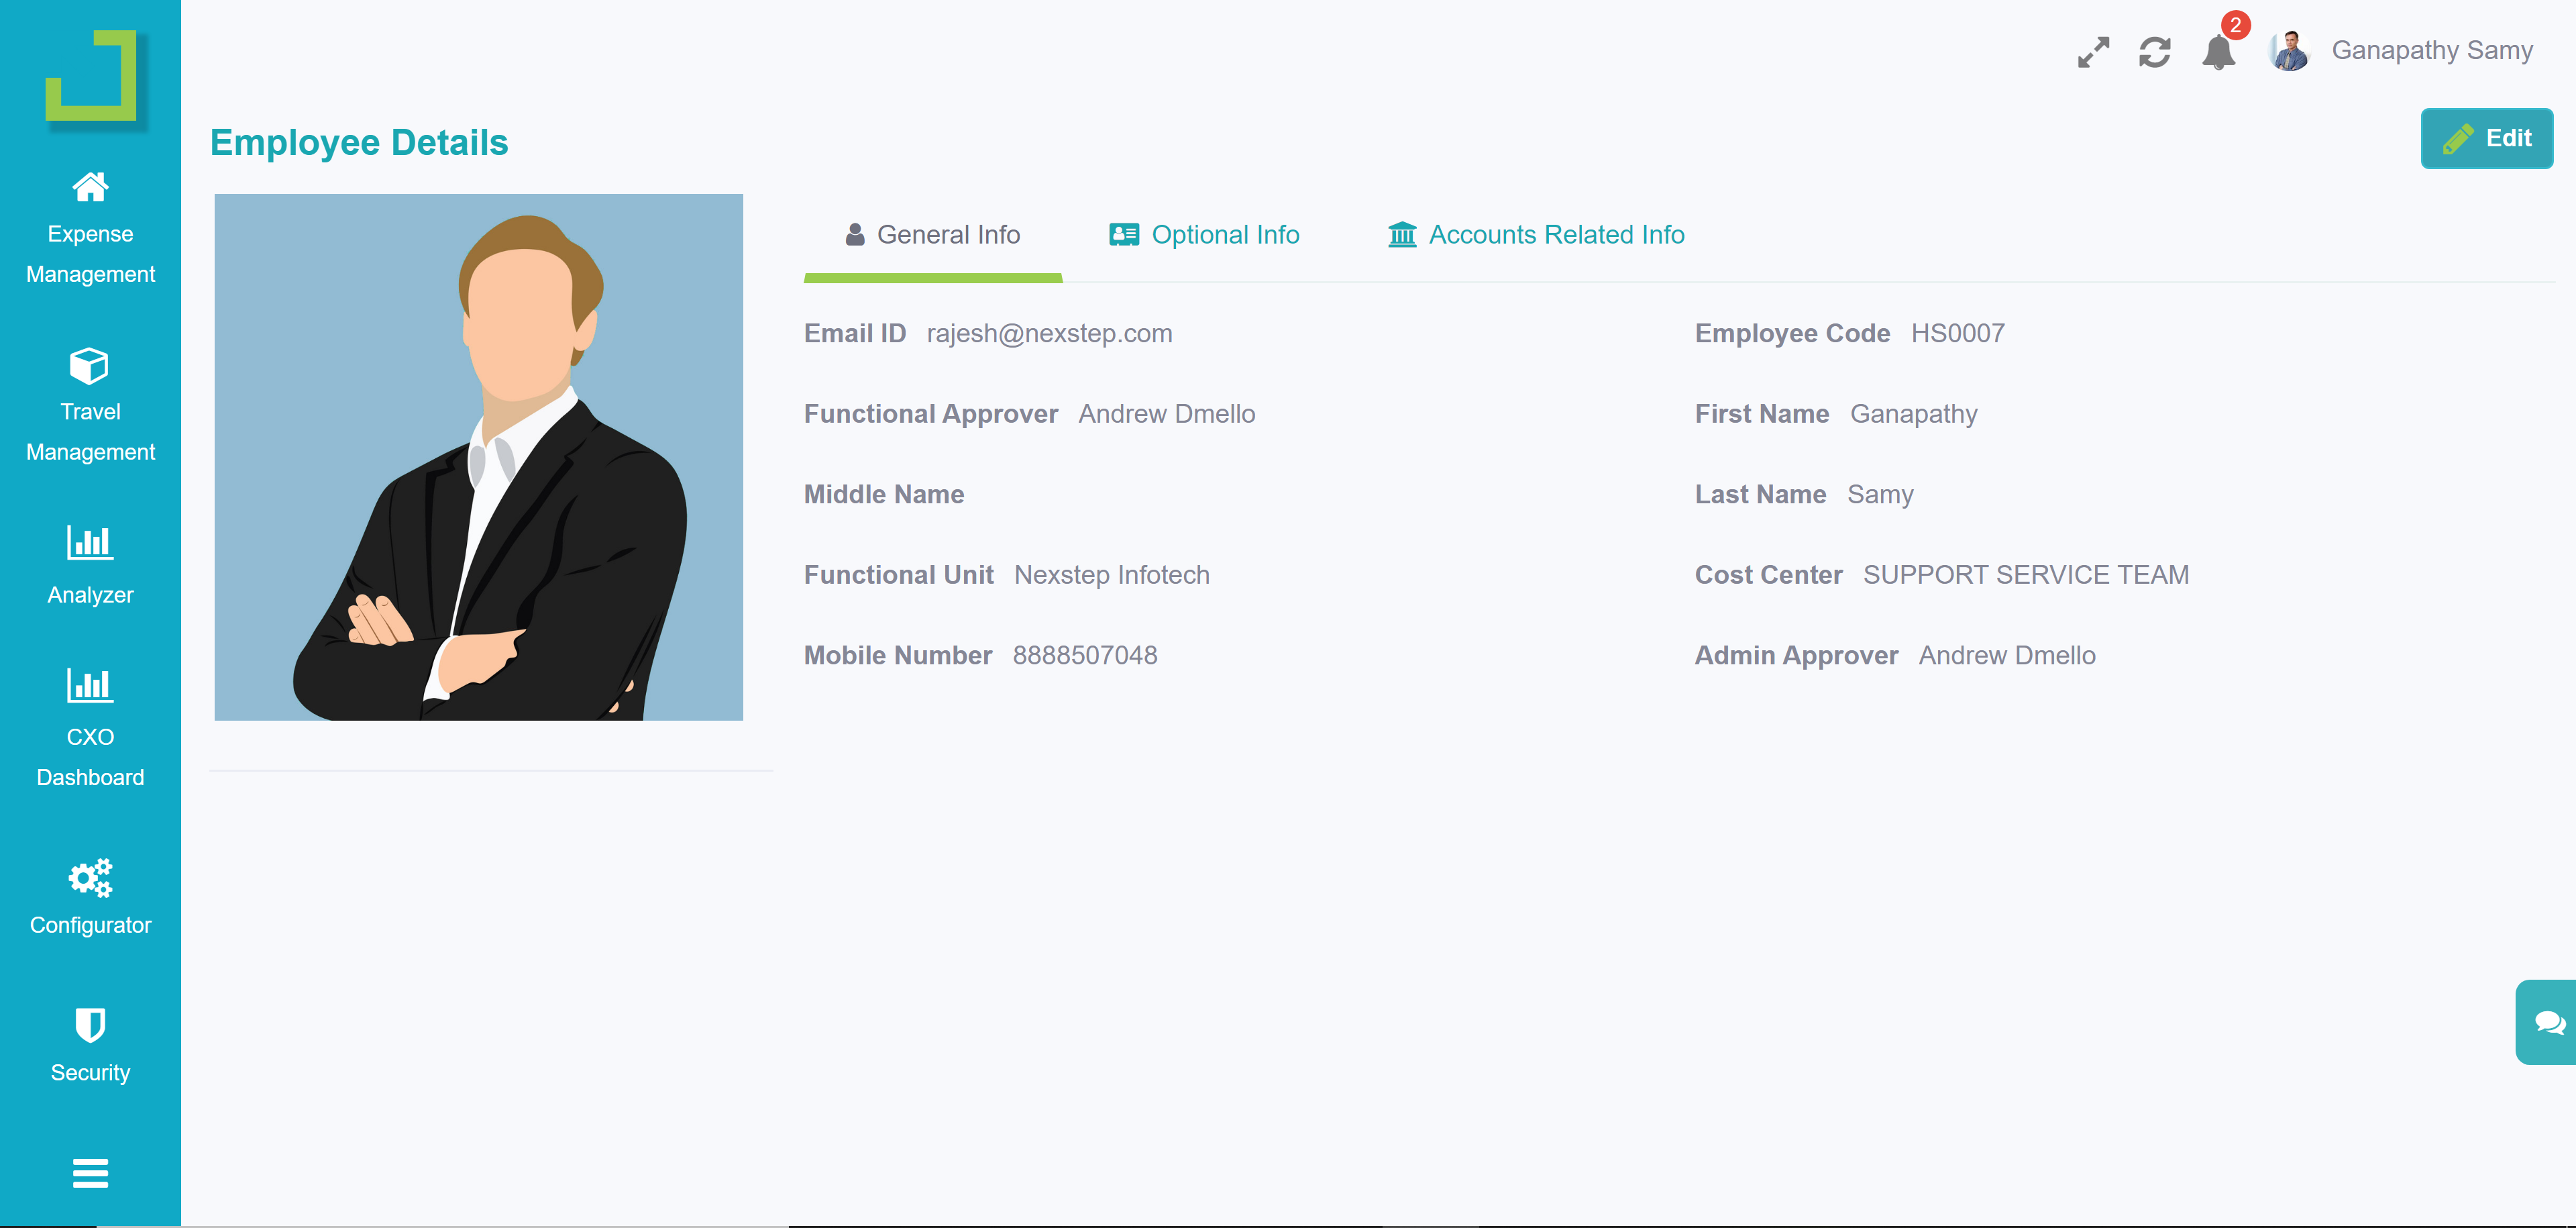 2
Ganapathy Samy
Employee Details
Edit
Expense
Management
Travel
Management
Analyzer
CXO
Dashboard
Configurator
Security
General Info
Optional Info
Accounts Related Info
Email ID rajesh@nexstep.com
Employee Code HS0007
Functional Approver Andrew Dmello
First Name Ganapathy
Middle Name
Last Name Samy
Functional Unit Nexstep Infotech
Cost Center SUPPORT SERVICE TEAM
Mobile Number 8888507048
Admin Approver Andrew Dmello